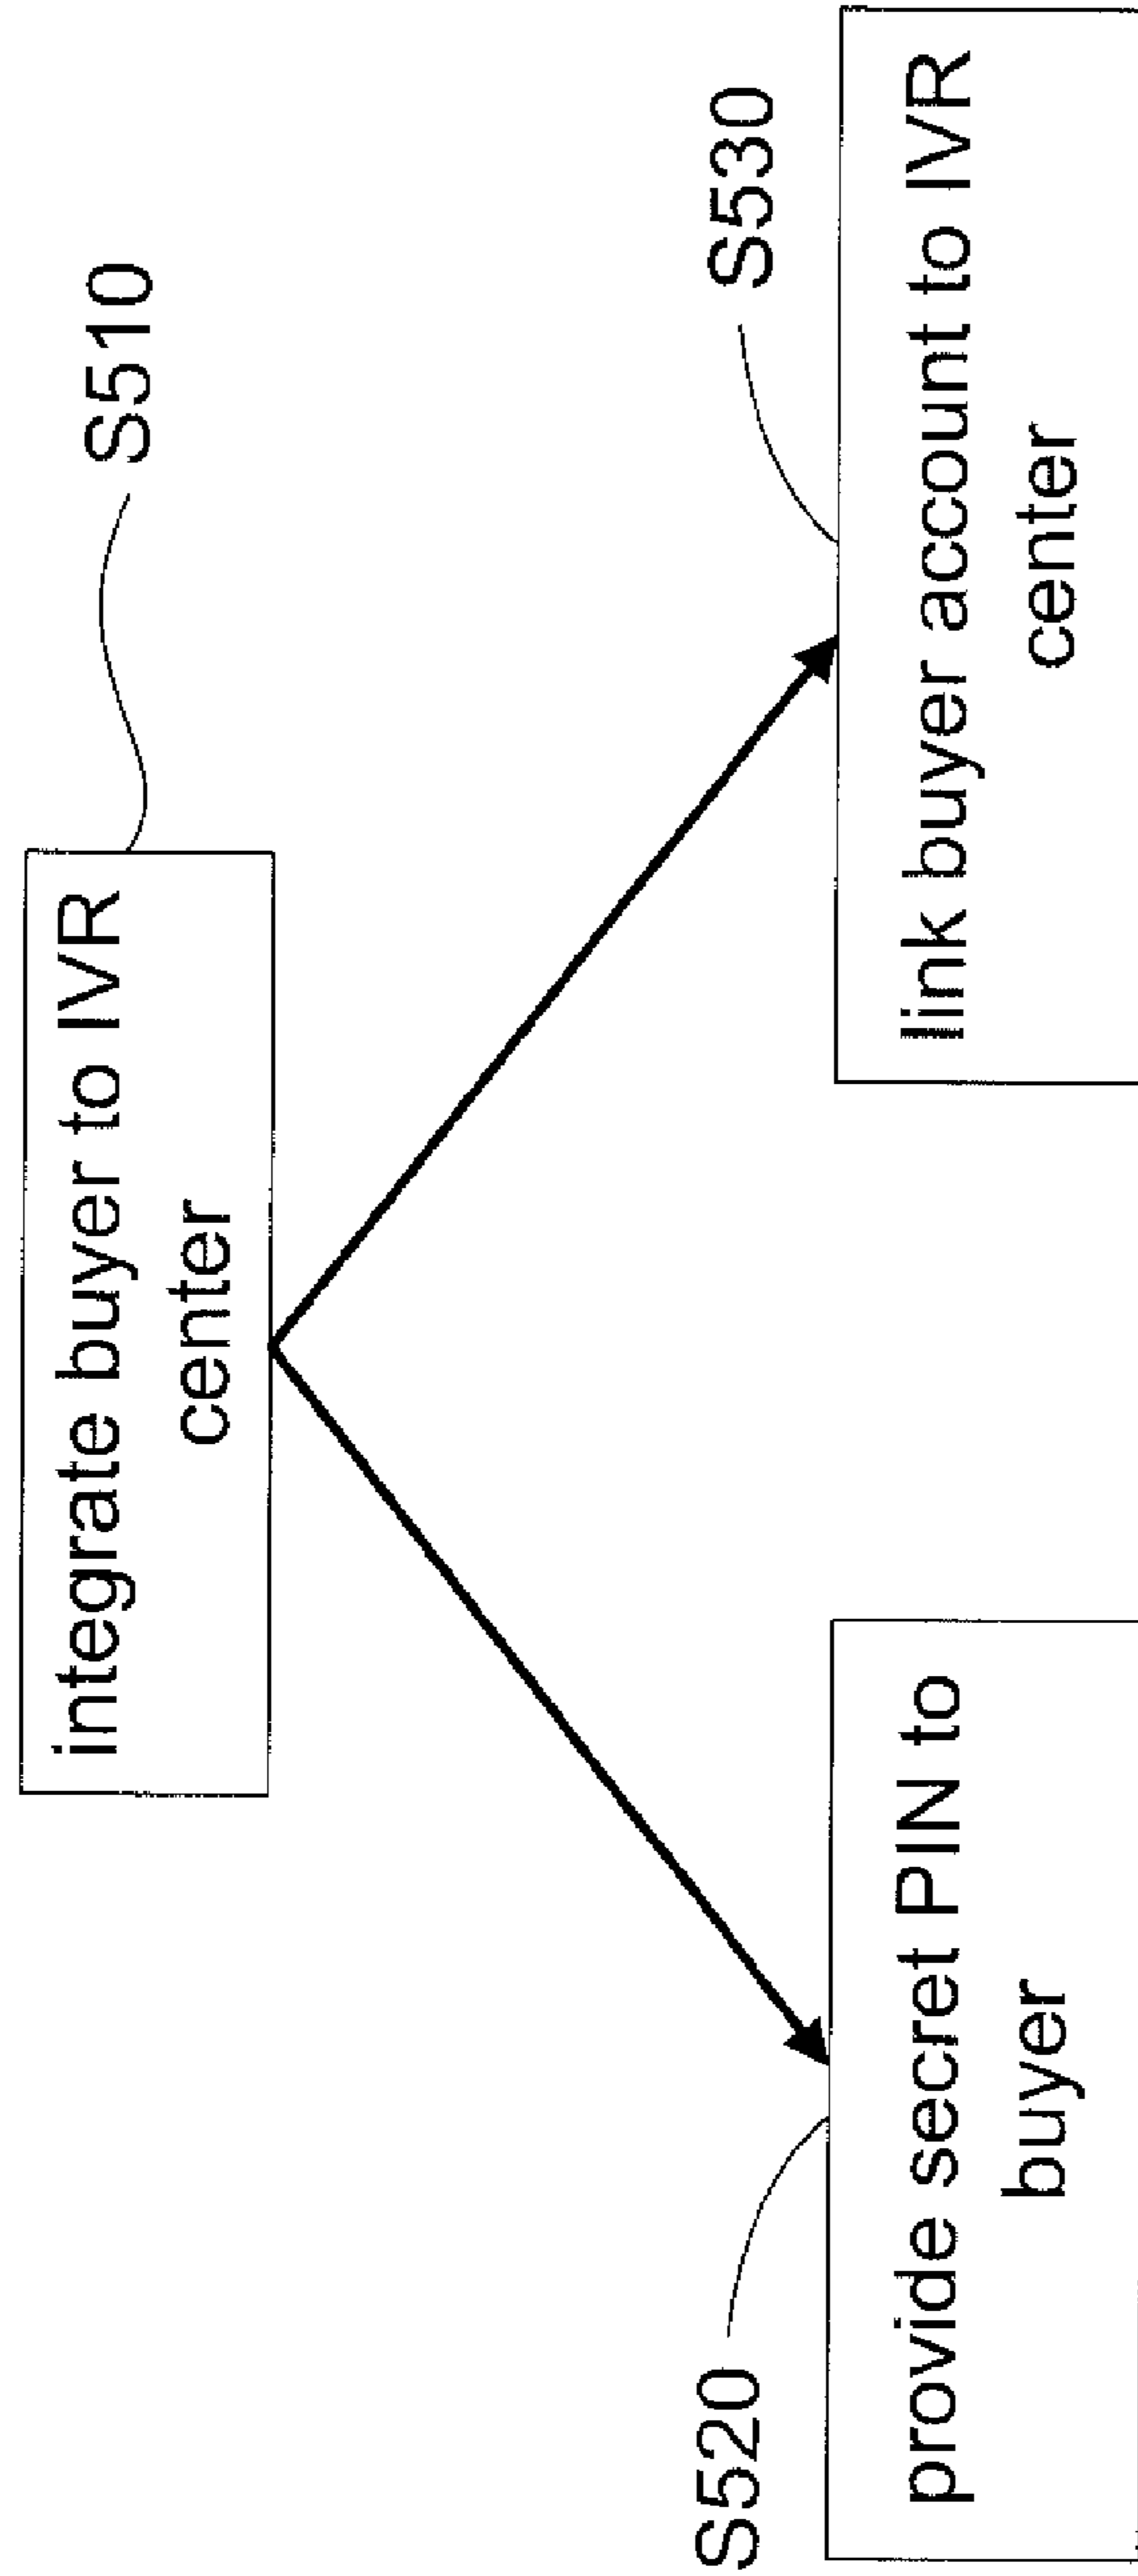 integrate buyer to IVR
center
S510
S520
provide secret PIN to
buyer
S530
link buyer account to IVR
center